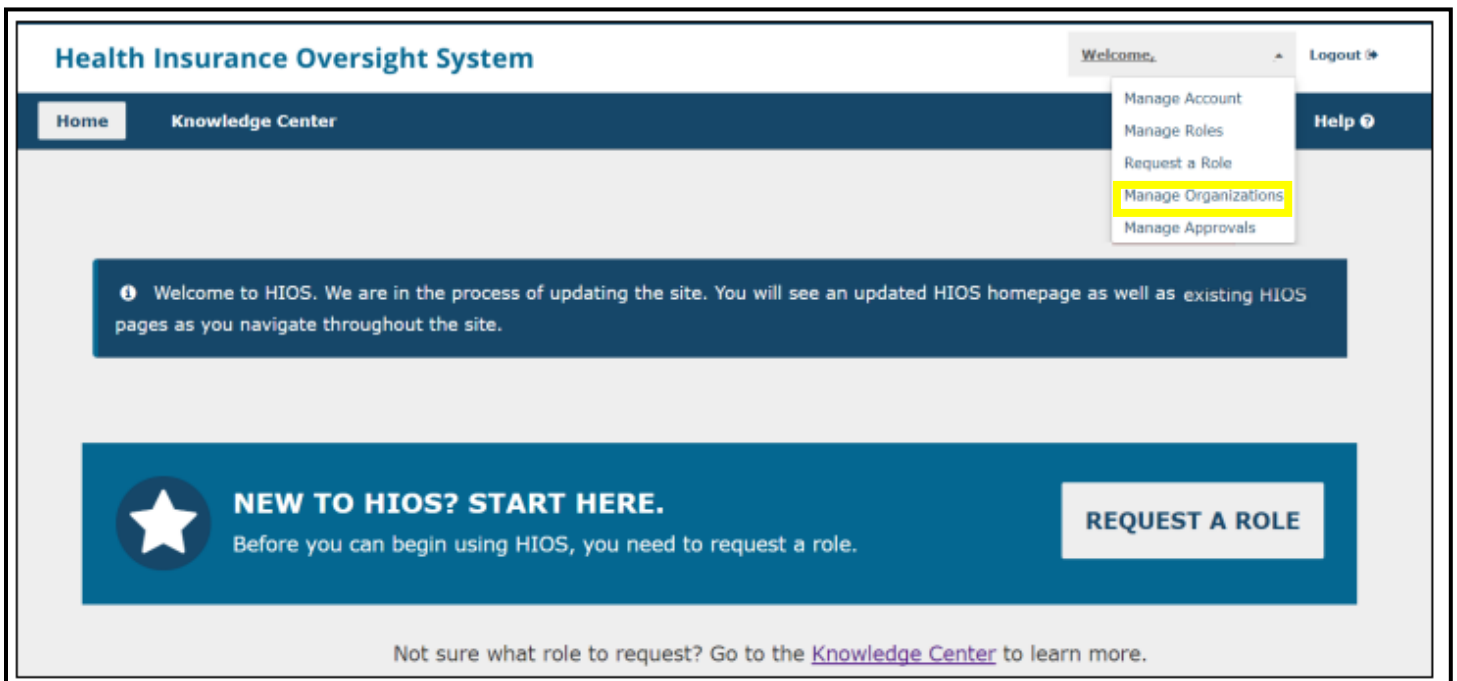 Health Insurance Oversight System
Welcome,
Logout
Home
Knowledge Center
Help
Manage Account
Manage Roles
Request a Role
Manage Organizations
Manage Approvals
Welcome to HIOS. We are in the process of updating the site. You will see an updated HIOS homepage as well as existing HIOS
pages as you navigate throughout the site.
NEW TO HIOS? START HERE.
Before you can begin using HIOS, you need to request a role.
REQUEST A ROLE
Not sure what role to request? Go to the Knowledge Center to learn more.